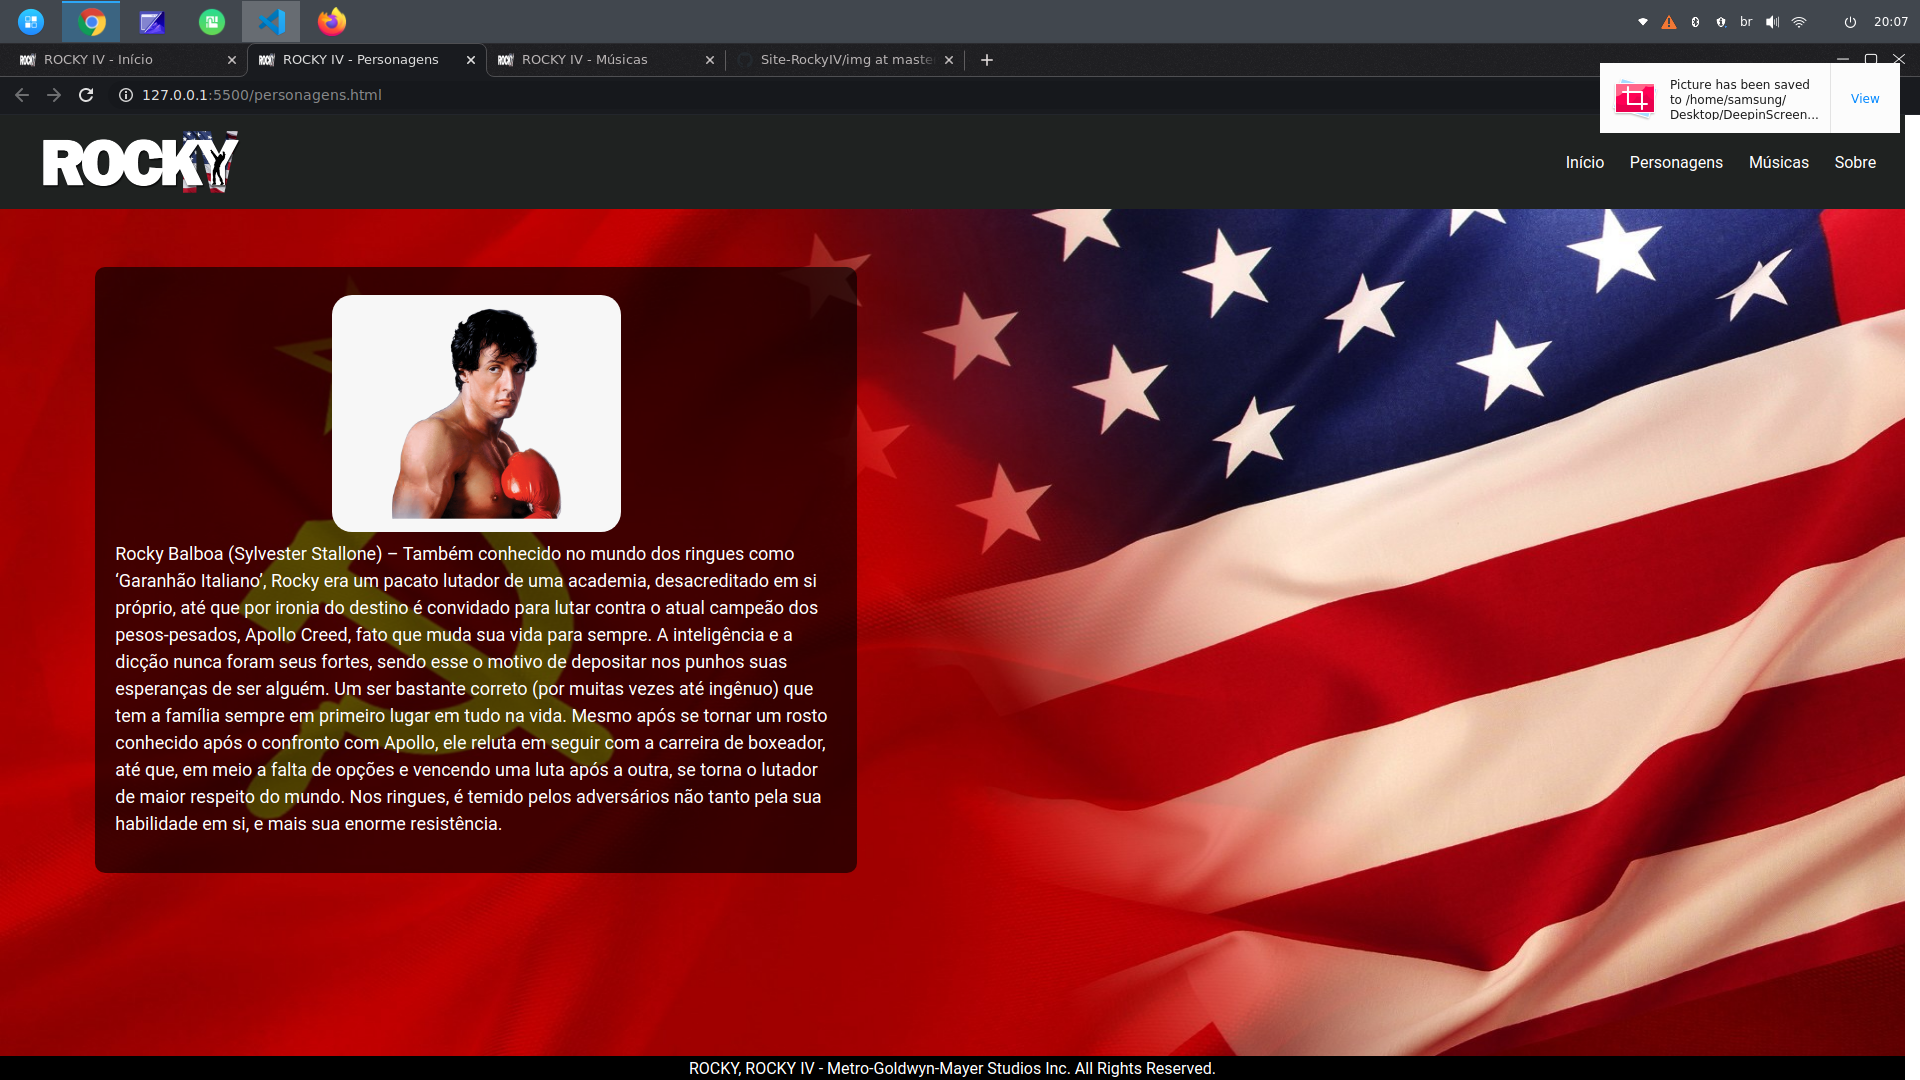 br
20:07
ROCKY IV - Início
ROCKY IV - Personagens
ROCKY IV - Músicas
Site-RockyIV/img at maste
127.0.0.1:5500/personagens.html
Picture has been saved
to /home/samsung/
Desktop/DeepinScreen...
View
ROCKY
Início
Personagens
Músicas
Sobre
Rocky Balboa (Sylvester Stallone) – Também conhecido no mundo dos ringues como
‘Garanhão Italiano’, Rocky era um pacato lutador de uma academia, desacreditado em si
próprio, até que por ironia do destino é convidado para lutar contra o atual campeão dos
pesos-pesados, Apollo Creed, fato que muda sua vida para sempre. A inteligência e a
dicção nunca foram seus fortes, sendo esse o motivo de depositar nos punhos suas
esperanças de ser alguém. Um ser bastante correto (por muitas vezes até ingênuo) que
tem a família sempre em primeiro lugar em tudo na vida. Mesmo após se tornar um rosto
conhecido após o confronto com Apollo, ele reluta em seguir com a carreira de boxeador,
até que, em meio a falta de opções e vencendo uma luta após a outra, se torna o lutador
de maior respeito do mundo. Nos ringues, é temido pelos adversários não tanto pela sua
habilidade em si, e mais sua enorme resistência.
ROCKY, ROCKY IV - Metro-Goldwyn-Mayer Studios Inc. All Rights Reserved.